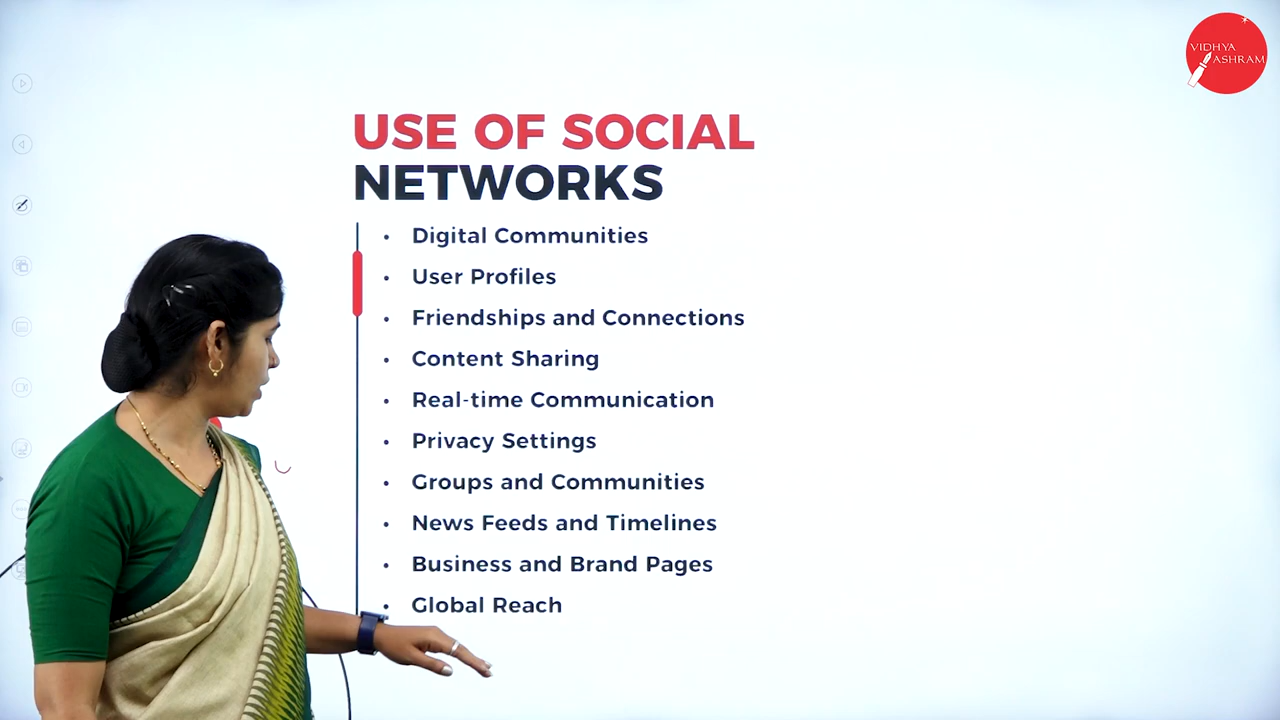 VIDHYA
ASHRAM
USE OF SOCIAL
NETWORKS
• Digital Communities
• User Profiles
• Friendships and Connections
• Content Sharing
• Real-time Communication
• Privacy Settings
• Groups and Communities
• News Feeds and Timelines
• Business and Brand Pages
• Global Reach